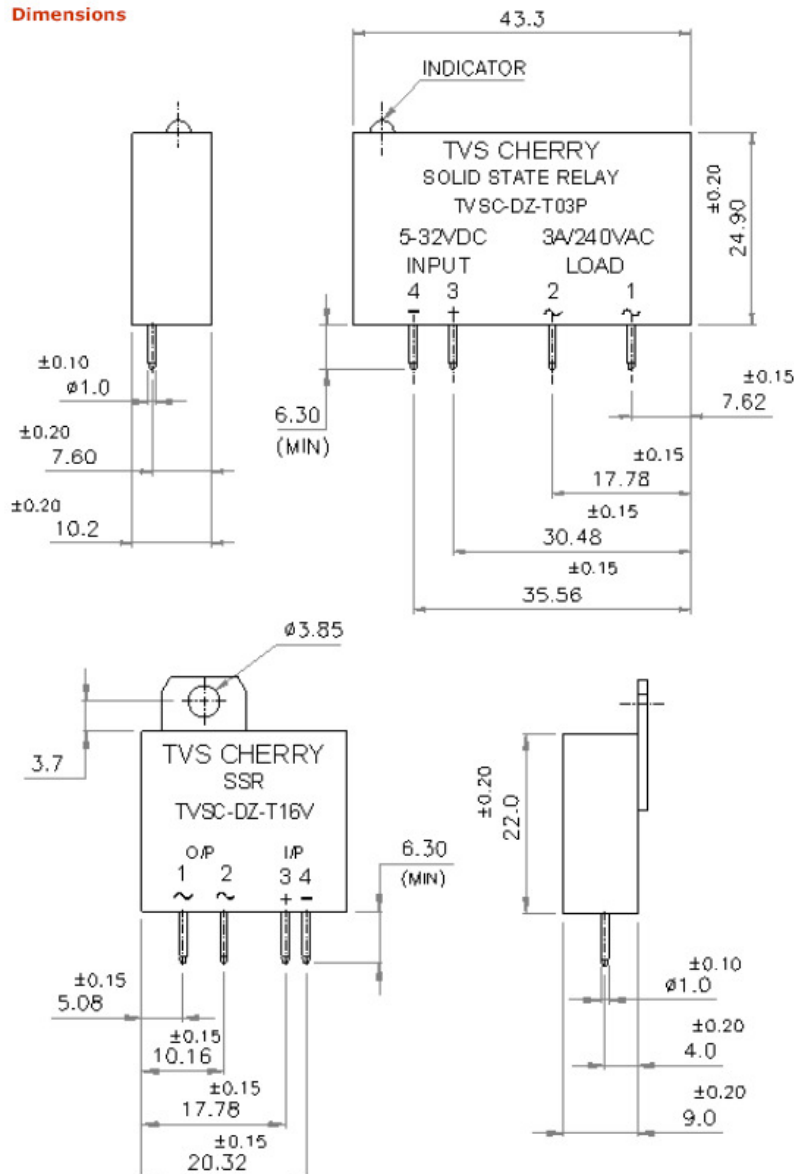 Dimensions
43.3
INDICATOR
TVS CHERRY
SOLID STATE RELAY
TVSC-DZ-T03P
5-32VDC 3A/240VAC
INPUT LOAD
4 3 2 1
- + ~ ~
±0.20
24.90
±0.10
ø1.0
±0.20
7.60
±0.20
10.2
6.30
(MIN)
±0.15
7.62
±0.15
17.78
±0.15
30.48
±0.15
35.56
ø3.85
3.7
TVS CHERRY
SSR
TVSC-DZ-T16V
O/P I/P
1 2 3 4
~ ~ + -
6.30
(MIN)
±0.15
5.08
±0.15
10.16
±0.15
17.78
±0.15
20.32
±0.20
22.0
±0.10
ø1.0
±0.20
4.0
±0.20
9.0